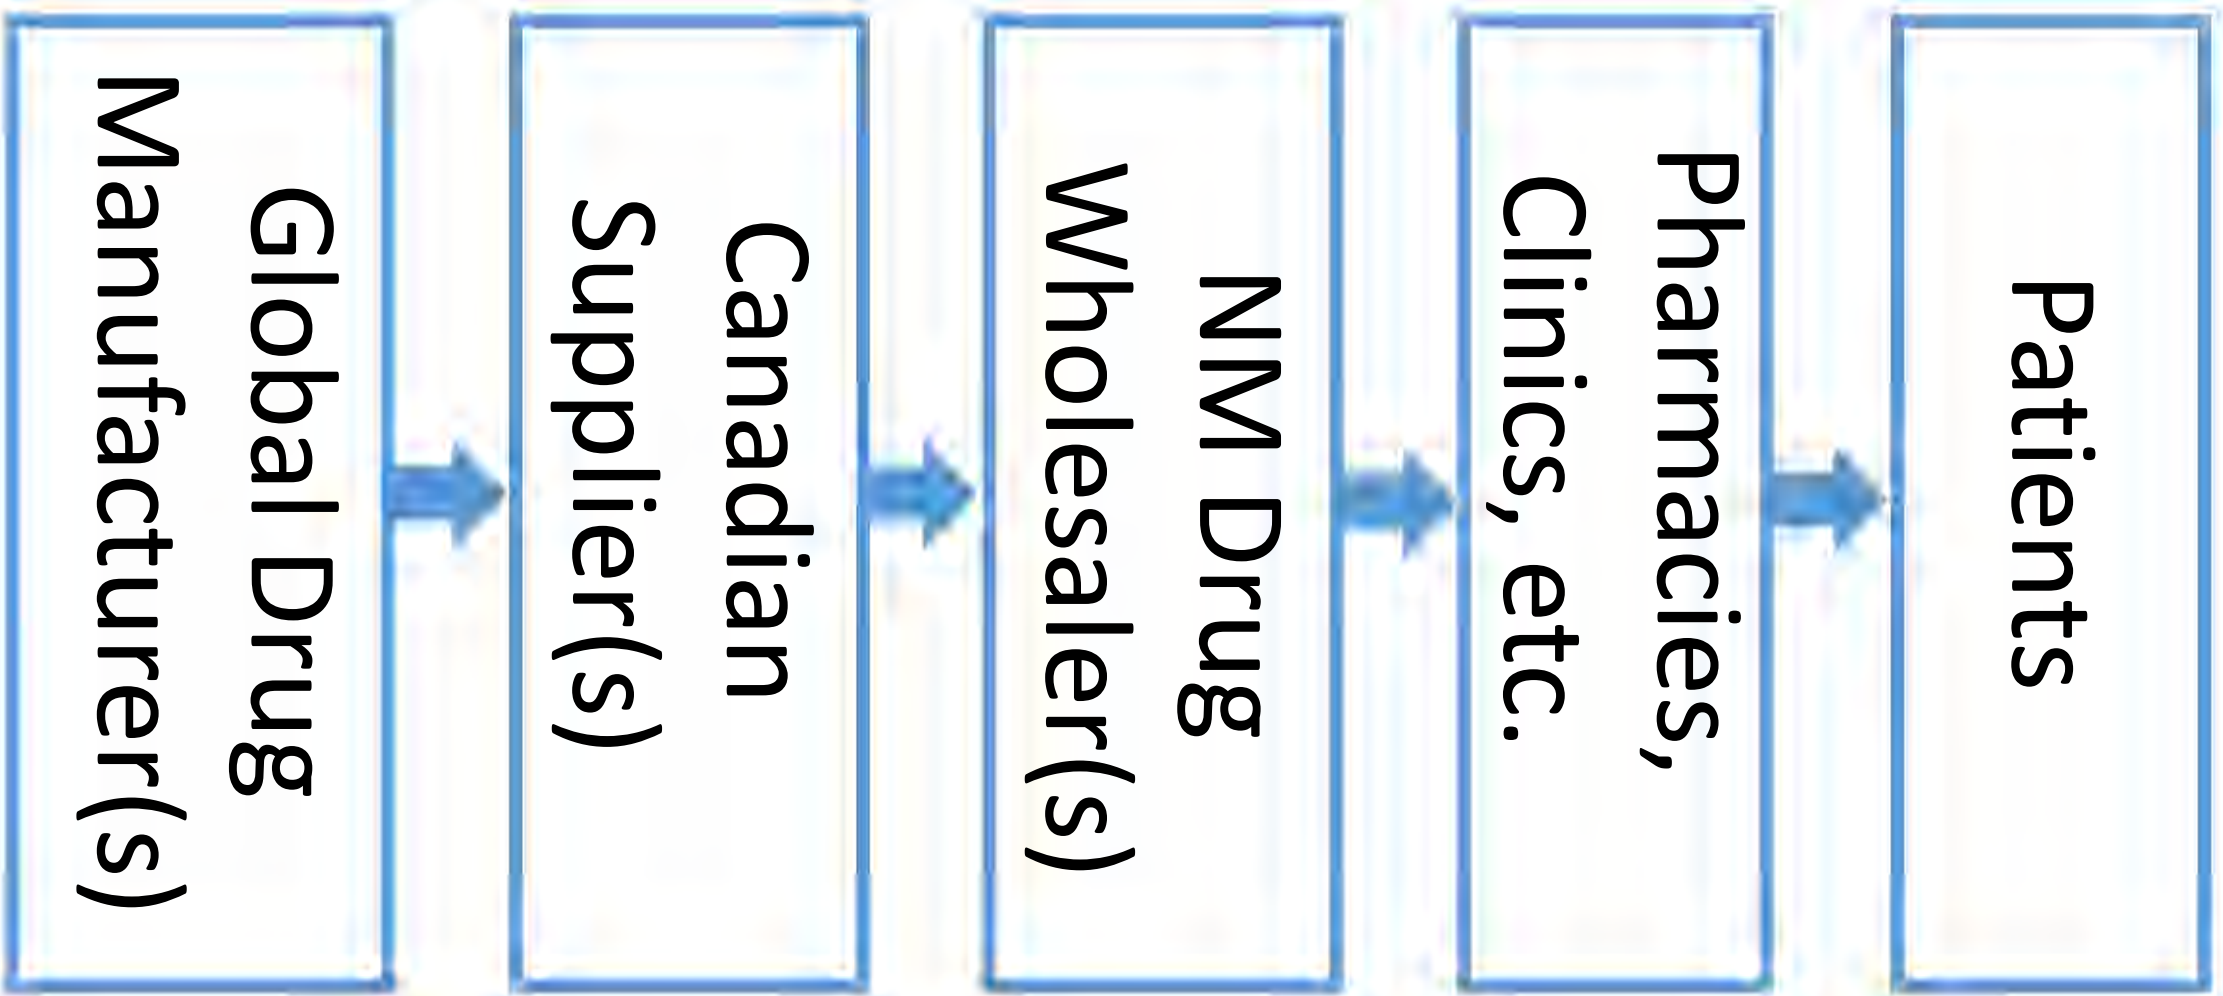 Global Drug
Manufacturer(s)
Canadian
Supplier(s)
NM Drug
Wholesaler(s)
Pharmacies,
Clinics, etc.
Patients